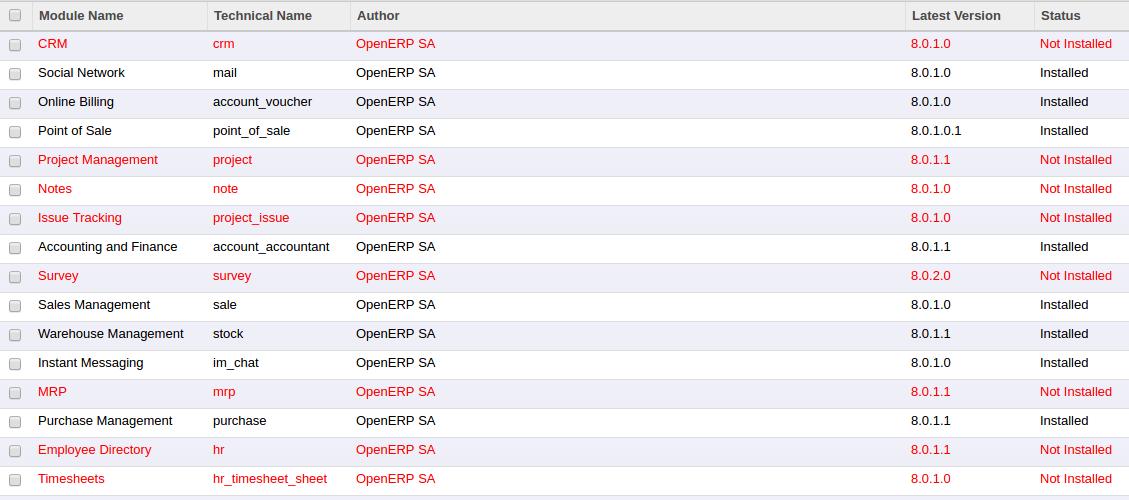 Module Name Technical Name Author Latest Version Status
CRM crm OpenERP SA 8.0.1.0 Not Installed
Social Network mail OpenERP SA 8.0.1.0 Installed
Online Billing account_voucher OpenERP SA 8.0.1.0 Installed
Point of Sale point_of_sale OpenERP SA 8.0.1.0.1 Installed
Project Management project OpenERP SA 8.0.1.1 Not Installed
Notes note OpenERP SA 8.0.1.0 Not Installed
Issue Tracking project_issue OpenERP SA 8.0.1.0 Not Installed
Accounting and Finance account_accountant OpenERP SA 8.0.1.1 Installed
Survey survey OpenERP SA 8.0.2.0 Not Installed
Sales Management sale OpenERP SA 8.0.1.0 Installed
Warehouse Management stock OpenERP SA 8.0.1.1 Installed
Instant Messaging im_chat OpenERP SA 8.0.1.0 Installed
MRP mrp OpenERP SA 8.0.1.1 Not Installed
Purchase Management purchase OpenERP SA 8.0.1.1 Installed
Employee Directory hr OpenERP SA 8.0.1.1 Not Installed
Timesheets hr_timesheet_sheet OpenERP SA 8.0.1.0 Not Installed